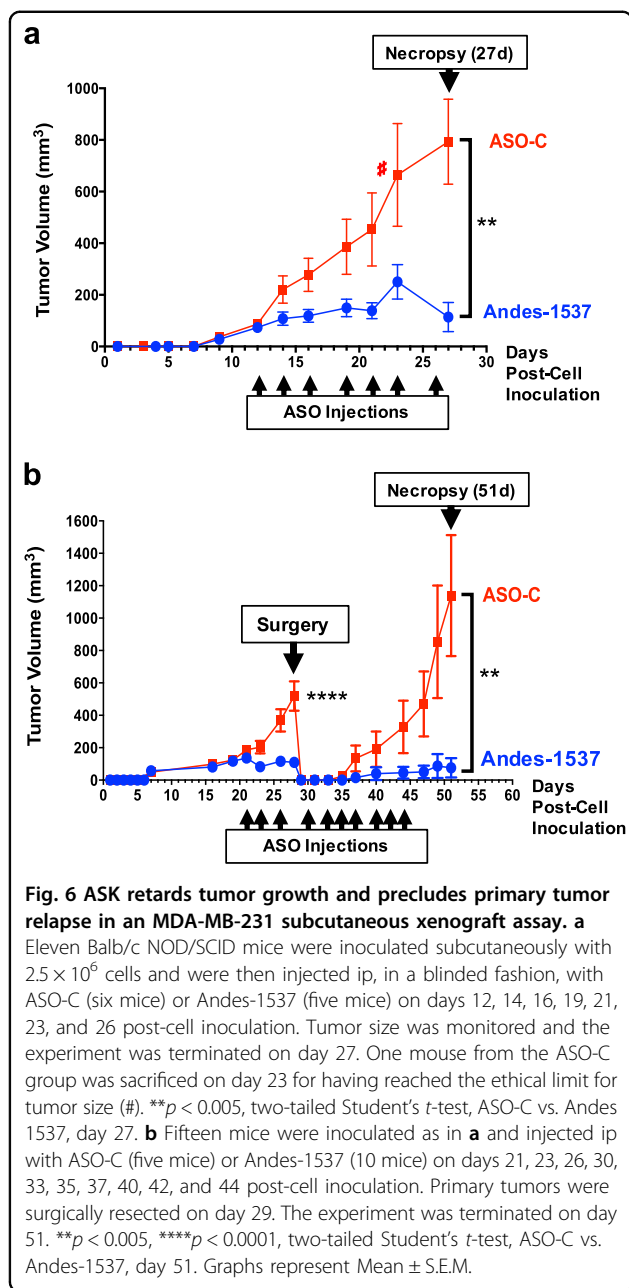 a
Necropsy (27d)
1000
800
600
400
200
0
Tumor Volume (mm³)
#
ASO-C
**
Andes-1537
0 5 10 15 20 25 30
Days
Post-Cell
Inoculation
ASO Injections
b
Necropsy (51d)
1600
1400
1200
1000
800
600
400
200
0
Tumor Volume (mm³)
Surgery
****
ASO-C
**
Andes-1537
0 5 10 15 20 25 30 35 40 45 50 55 60
Days
Post-Cell
Inoculation
ASO Injections
Fig. 6 ASK retards tumor growth and precludes primary tumor
relapse in an MDA-MB-231 subcutaneous xenograft assay. a
Eleven Balb/c NOD/SCID mice were inoculated subcutaneously with
2.5 × 10⁶ cells and were then injected ip, in a blinded fashion, with
ASO-C (six mice) or Andes-1537 (five mice) on days 12, 14, 16, 19, 21,
23, and 26 post-cell inoculation. Tumor size was monitored and the
experiment was terminated on day 27. One mouse from the ASO-C
group was sacrificed on day 23 for having reached the ethical limit for
tumor size (#). **p < 0.005, two-tailed Student's t-test, ASO-C vs. Andes
1537, day 27. b Fifteen mice were inoculated as in a and injected ip
with ASO-C (five mice) or Andes-1537 (10 mice) on days 21, 23, 26, 30,
33, 35, 37, 40, 42, and 44 post-cell inoculation. Primary tumors were
surgically resected on day 29. The experiment was terminated on day
51. **p < 0.005, ****p < 0.0001, two-tailed Student's t-test, ASO-C vs.
Andes-1537, day 51. Graphs represent Mean ± S.E.M.